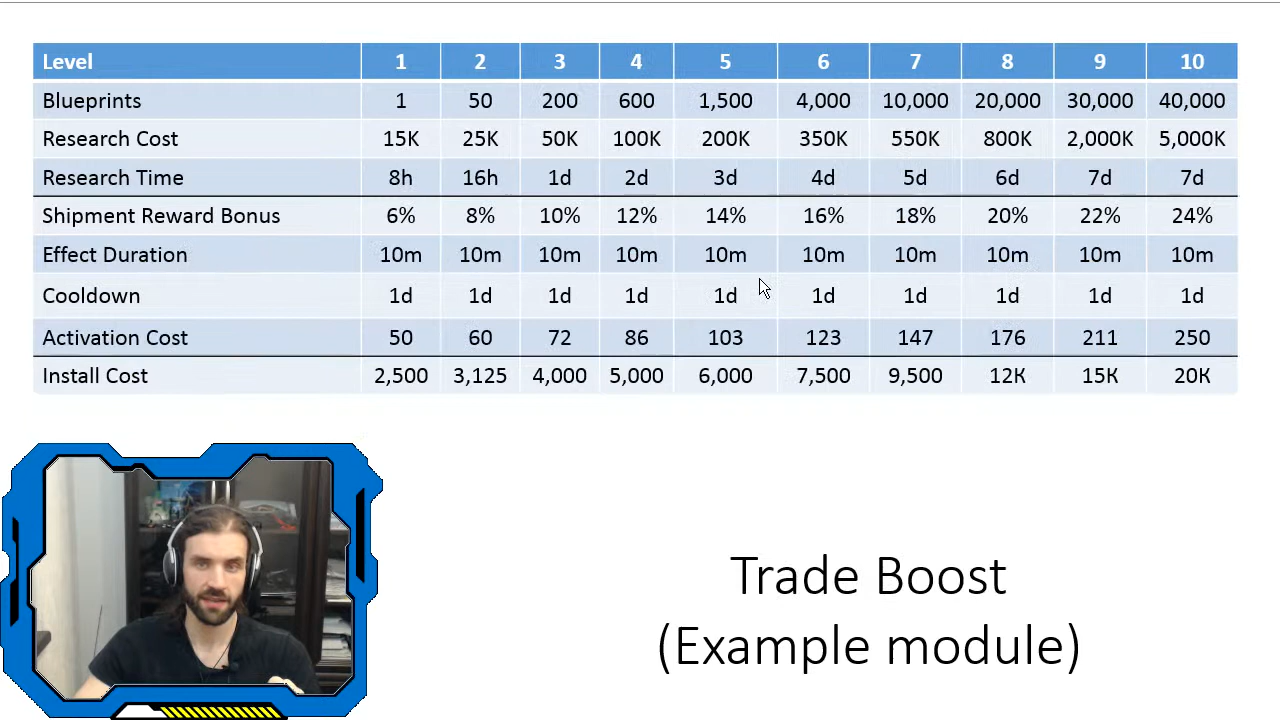 Level 1 2 3 4 5 6 7 8 9 10
Blueprints 1 50 200 600 1,500 4,000 10,000 20,000 30,000 40,000
Research Cost 15K 25K 50K 100K 200K 350K 550K 800K 2,000K 5,000K
Research Time 8h 16h 1d 2d 3d 4d 5d 6d 7d 7d
Shipment Reward Bonus 6% 8% 10% 12% 14% 16% 18% 20% 22% 24%
Effect Duration 10m 10m 10m 10m 10m 10m 10m 10m 10m 10m
Cooldown 1d 1d 1d 1d 1d 1d 1d 1d 1d 1d
Activation Cost 50 60 72 86 103 123 147 176 211 250
Install Cost 2,500 3,125 4,000 5,000 6,000 7,500 9,500 12K 15K 20K
Trade Boost
(Example module)